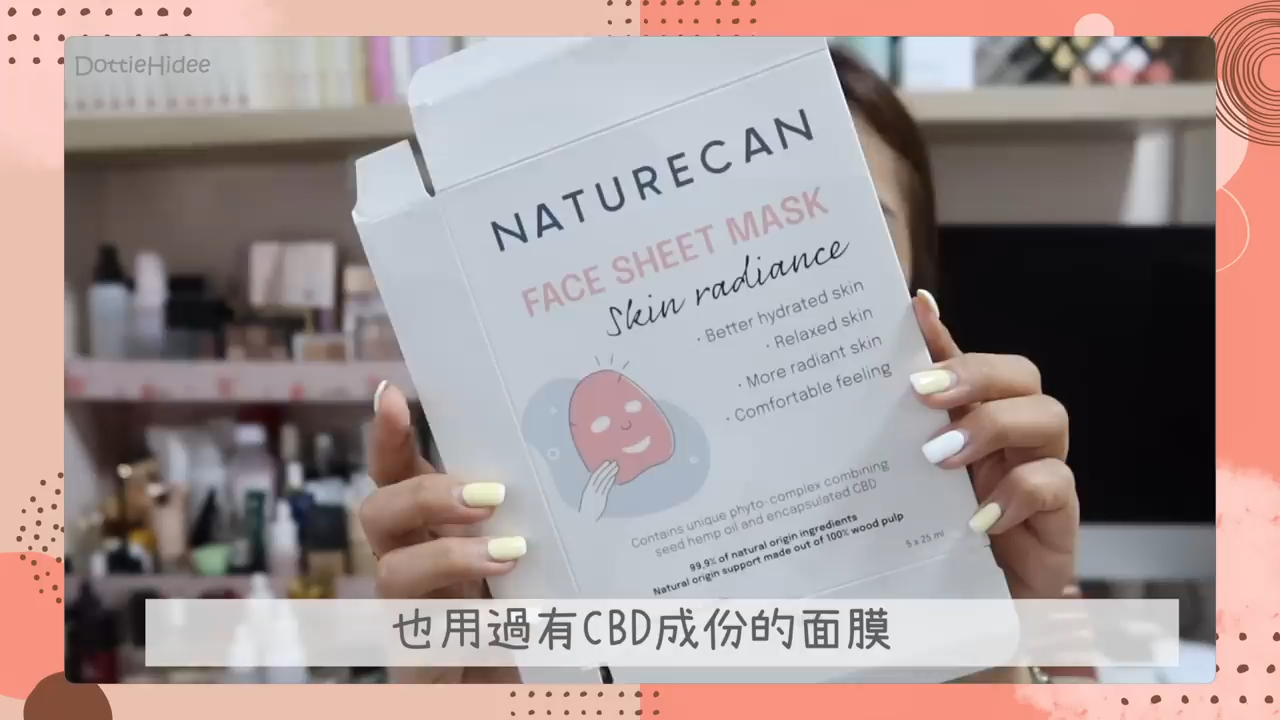 DottieHidee
NATURECAN
FACE SHEET MASK
Skin radiance
· Better hydrated skin
· Relaxed skin
· More radiant skin
· Comfortable feeling
Contains unique phyto-complex combining
seed hemp oil and encapsulated CBD
99.9% of natural origin ingredients
Natural origin support made out of 100% wood pulp
5 x 25 ml
也用過有CBD成份的面膜